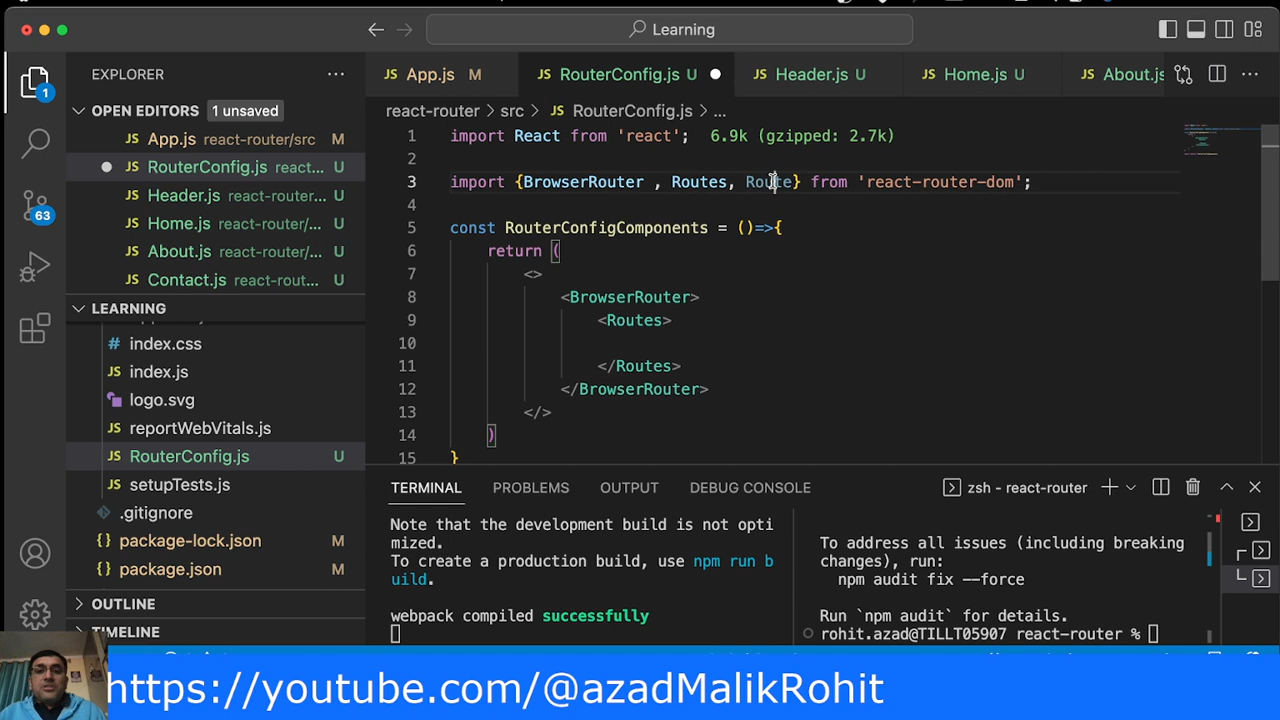 Learning
EXPLORER
App.js M
RouterConfig.js U
Header.js U
Home.js U
About.js
OPEN EDITORS 1 unsaved
App.js react-router/src M
RouterConfig.js react... U
Header.js react-router/... U
Home.js react-router/... U
About.js react-router/... U
Contact.js react-rout... U
1
63
LEARNING
index.css
index.js
logo.svg
reportWebVitals.js
RouterConfig.js U
setupTests.js
.gitignore
package-lock.json M
package.json M
OUTLINE
TIMELINE
react-router > src > JS RouterConfig.js > ...
1 import React from 'react'; 6.9k (gzipped: 2.7k)
2
3 import {BrowserRouter , Routes, Route} from 'react-router-dom';
4
5 const RouterConfigComponents = ()=>{
6 return (
7 <>
8 <BrowserRouter>
9 <Routes>
10
11 </Routes>
12 </BrowserRouter>
13 </>
14 )
15 }
TERMINAL PROBLEMS OUTPUT DEBUG CONSOLE
zsh - react-router
Note that the development build is not opti
mized.
To create a production build, use npm run b
uild.
webpack compiled successfully
To address all issues (including breaking
changes), run:
npm audit fix --force
Run `npm audit` for details.
rohit.azad@TILLT05907 react-router %
https://youtube.com/@azadMalikRohit